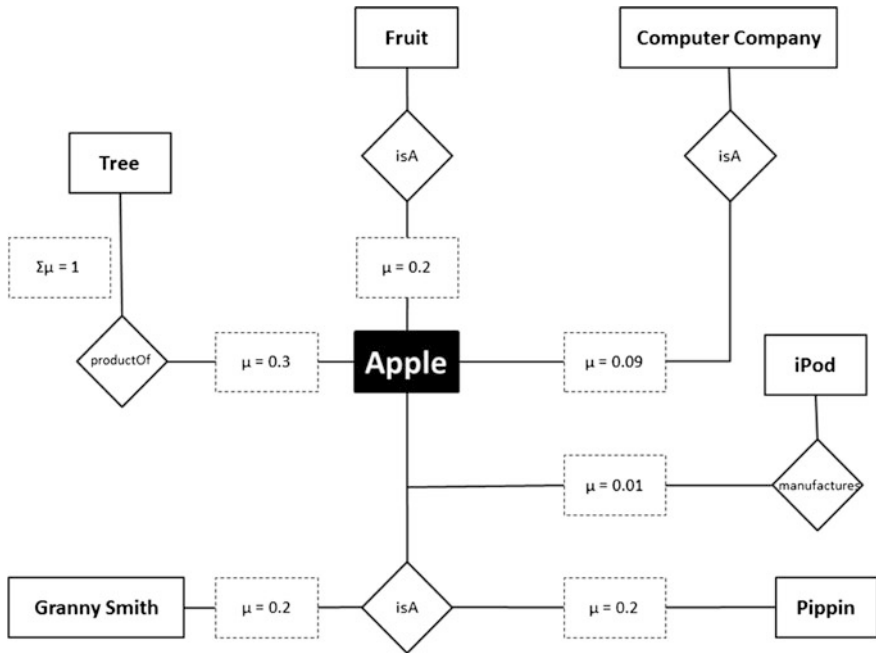 Fruit
Computer Company
isA
isA
Tree
Σμ = 1
μ = 0.2
productOf
μ = 0.3
Apple
μ = 0.09
iPod
μ = 0.01
manufactures
Granny Smith
μ = 0.2
isA
μ = 0.2
Pippin